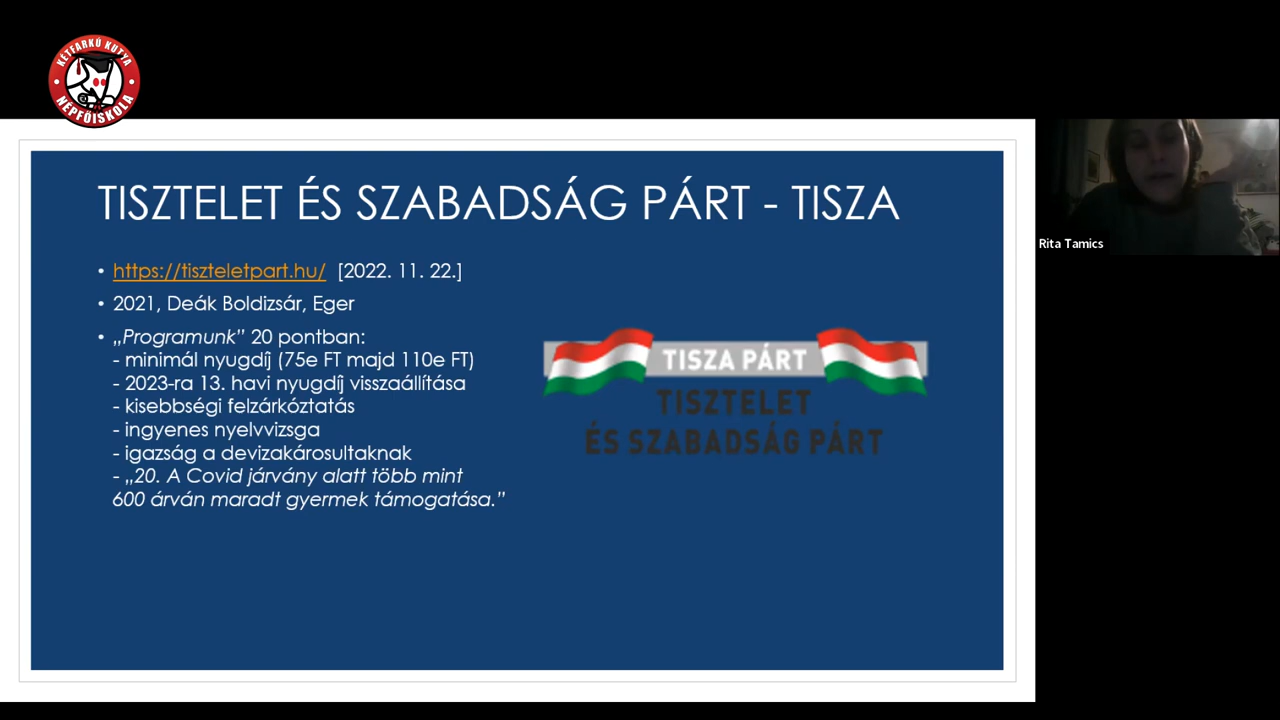 KÉTFARKÚ KUTYA
NÉPFŐISKOLA
TISZTELET ÉS SZABADSÁG PÁRT - TISZA
• https://tiszteletpart.hu/ [2022. 11. 22.]
• 2021, Deák Boldizsár, Eger
• „Programunk” 20 pontban:
- minimál nyugdíj (75e FT majd 110e FT)
- 2023-ra 13. havi nyugdíj visszaállítása
- kisebbségi felzárkóztatás
- ingyenes nyelvvizsga
- igazság a devizakárosultaknak
- „20. A Covid járvány alatt több mint
600 árván maradt gyermek támogatása.”
TISZA PÁRT
TISZTELET
ÉS SZABADSÁG PÁRT
Rita Tamics